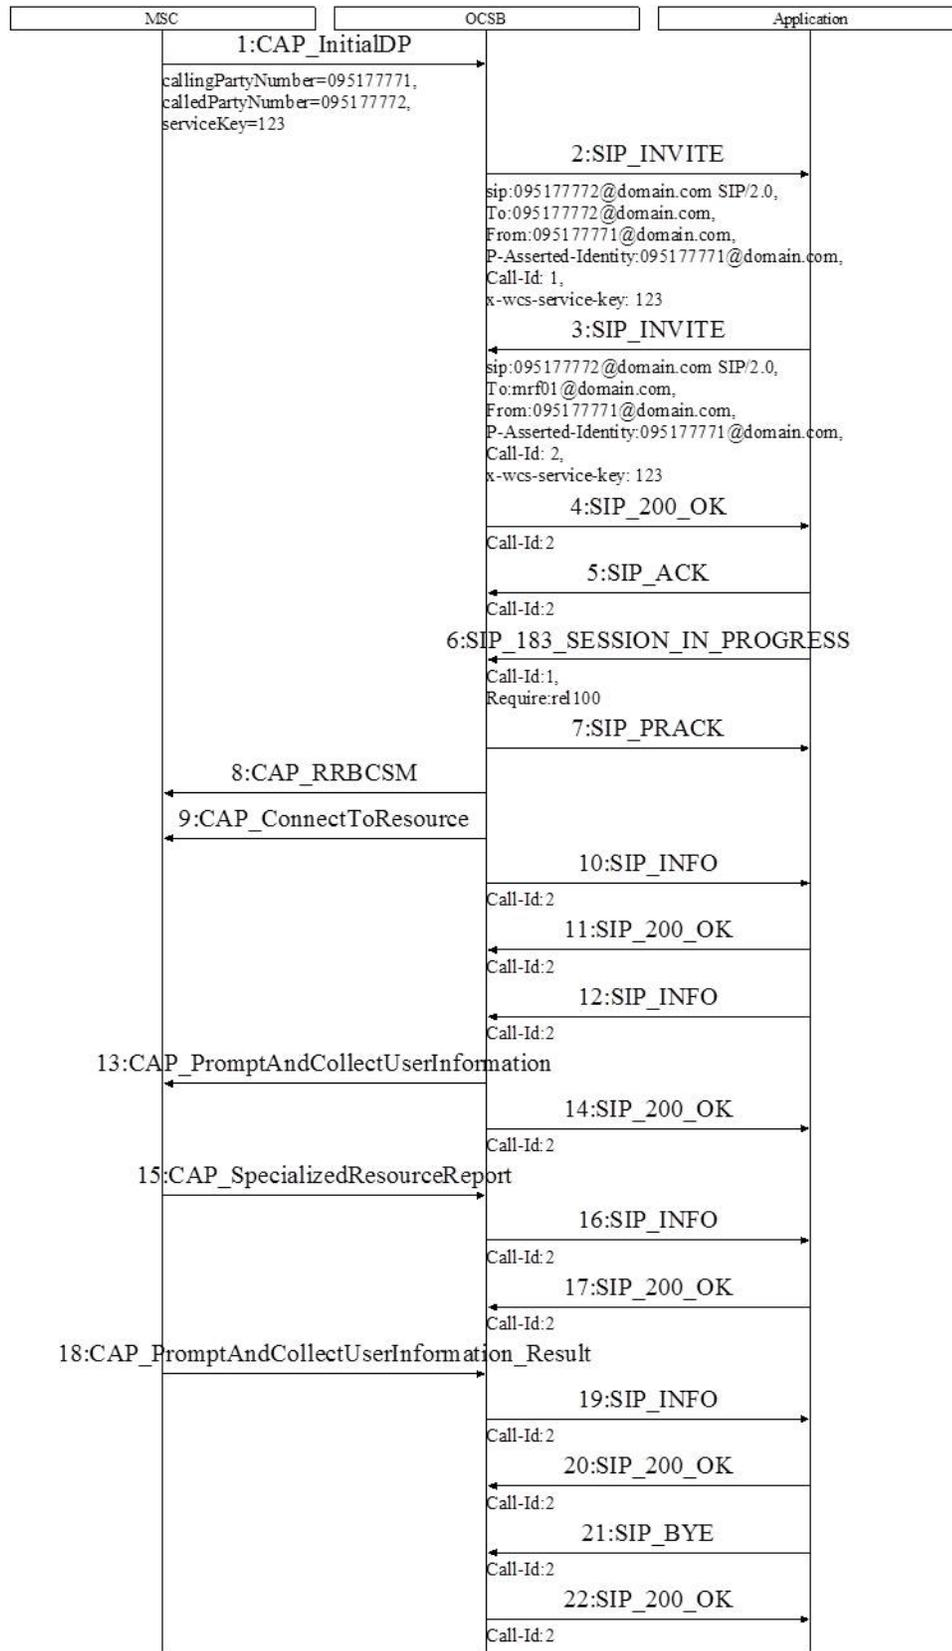 MSC
OCSB
Application
1:CAP_InitialDP
callingPartyNumber=095177771,
calledPartyNumber=095177772,
serviceKey=123
2:SIP_INVITE
sip:095177772@domain.com SIP/2.0,
To:095177772@domain.com,
From:095177771@domain.com,
P-Asserted-Identity:095177771@domain.com,
Call-Id: 1,
x-wcs-service-key: 123
3:SIP_INVITE
sip:095177772@domain.com SIP/2.0,
To:mrf01@domain.com,
From:095177771@domain.com,
P-Asserted-Identity:095177771@domain.com,
Call-Id: 2,
x-wcs-service-key: 123
4:SIP_200_OK
Call-Id:2
5:SIP_ACK
Call-Id:2
6:SIP_183_SESSION_IN_PROGRESS
Call-Id:1,
Require:rel100
7:SIP_PRACK
8:CAP_RRBCSM
9:CAP_ConnectToResource
10:SIP_INFO
Call-Id:2
11:SIP_200_OK
Call-Id:2
12:SIP_INFO
Call-Id:2
13:CAP_PromptAndCollectUserInformation
14:SIP_200_OK
Call-Id:2
15:CAP_SpecializedResourceReport
16:SIP_INFO
Call-Id:2
17:SIP_200_OK
Call-Id:2
18:CAP_PromptAndCollectUserInformation_Result
19:SIP_INFO
Call-Id:2
20:SIP_200_OK
Call-Id:2
21:SIP_BYE
Call-Id:2
22:SIP_200_OK
Call-Id:2